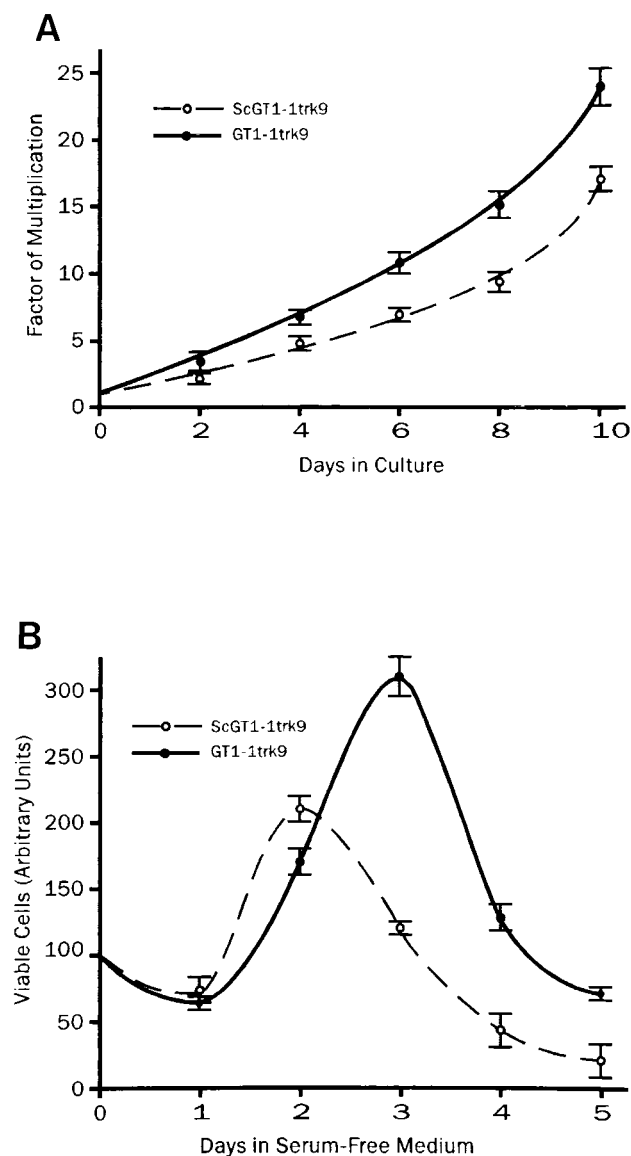 A
Factor of Multiplication
25
20
15
10
5
0
ScGT1-1trk9
GT1-1trk9
0 2 4 6 8 10
Days in Culture
B
Viable Cells (Arbitrary Units)
300
250
200
150
100
50
0
ScGT1-1trk9
GT1-1trk9
0 1 2 3 4 5
Days in Serum-Free Medium